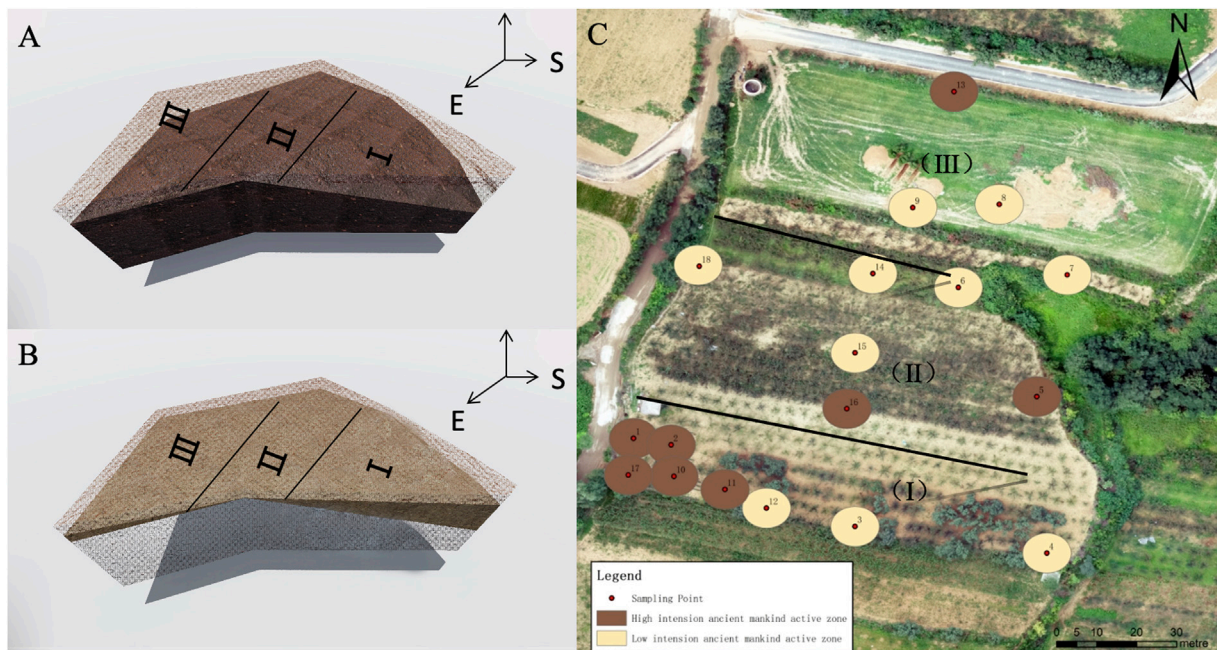 A
S
E
III
II
I
B
S
E
III
II
I
C
N
13
(III)
9
8
18
14
6
7
15
(II)
16
5
1
2
17
10
11
(I)
12
3
4
Legend
Sampling Point
High intension ancient mankind active zone
Low intension ancient mankind active zone
0 5 10 20 30
metre